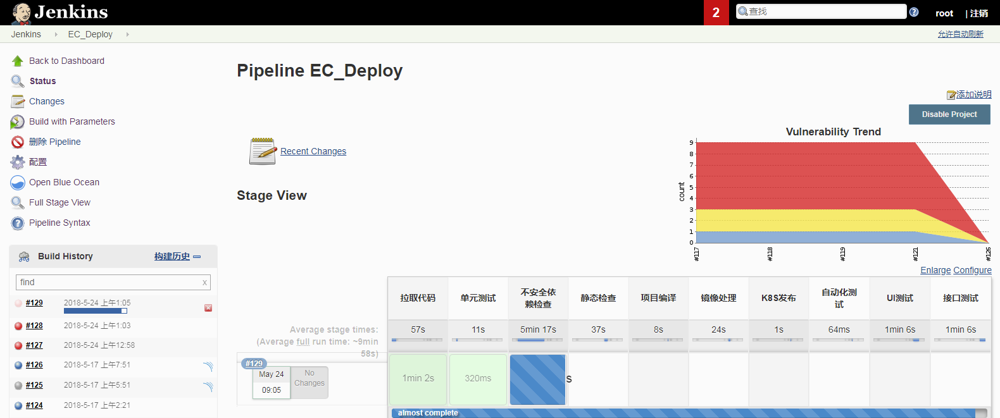 Jenkins
2
查找
root
| 注销
Jenkins
EC_Deploy
允许自动刷新
Back to Dashboard
Status
Changes
Build with Parameters
删除 Pipeline
配置
Open Blue Ocean
Full Stage View
Pipeline Syntax
Build History
构建历史
find
x
#129
2018-5-24 上午1:05
#128
2018-5-24 上午1:03
#127
2018-5-24 上午12:58
#126
2018-5-17 上午7:51
#125
2018-5-17 上午5:51
#124
2018-5-17 上午2:21
Pipeline EC_Deploy
添加说明
Disable Project
Recent Changes
Vulnerability Trend
count
9
8
7
6
5
4
3
2
1
0
#117
#118
#119
#121
#126
Enlarge Configure
Stage View
拉取代码
单元测试
不安全依
赖检查
静态检查
项目编译
镜像处理
K8S发布
自动化测
试
UI测试
接口测试
Average stage times:
(Average full run time: ~9min
58s)
57s
11s
5min 17s
37s
8s
24s
1s
64ms
1min 6s
1min 6s
#129
May 24
09:05
No
Changes
1min 2s
320ms
s
almost complete